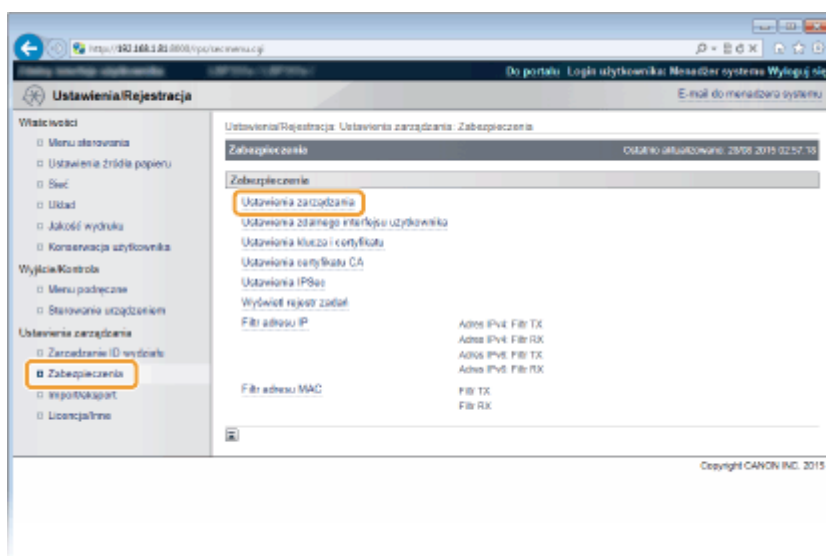 http://192.168.1.81:8000/rps/secmenu.cgi
Do portalu Login użytkownika: Menedżer systemu Wyloguj się
Ustawienia/Rejestracja
E-mail do menadżera systemu
Właściwości
Menu sterowania
Ustawienia źródła papieru
Sieć
Układ
Jakość wydruku
Konserwacja użytkownika
Wyjście/Kontrola
Menu podręczne
Sterowanie urządzeniem
Ustawienia zarządzania
Zarządzanie ID wydziału
Zabezpieczenia
Import/eksport
Licencja/Inne
Ustawienia/Rejestracja: Ustawienia zarządzania: Zabezpieczenia
Zabezpieczenia
Ostatnio aktualizowano: 28/08 2015 02:57:18
Zabezpieczenie
Ustawienia zarządzania
Ustawienia zdalnego interfejsu użytkownika
Ustawienia klucza i certyfikatu
Ustawienia certyfikatu CA
Ustawienia IPSec
Wyświetl rejestr zadań
Filtr adresu IP
Adres IPv4: Filtr TX
Adres IPv4: Filtr RX
Adres IPv6: Filtr TX
Adres IPv6: Filtr RX
Filtr adresu MAC
Filtr TX
Filtr RX
Copyright CANON INC. 2015